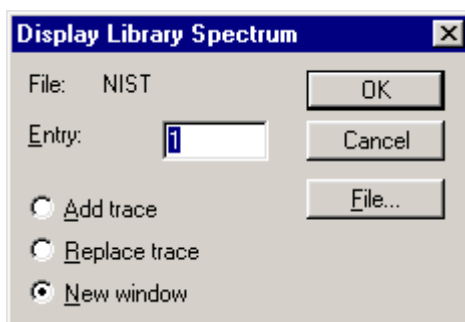 Display Library Spectrum
File: NIST
OK
Entry: 1
Cancel
File...
Add trace
Replace trace
New window